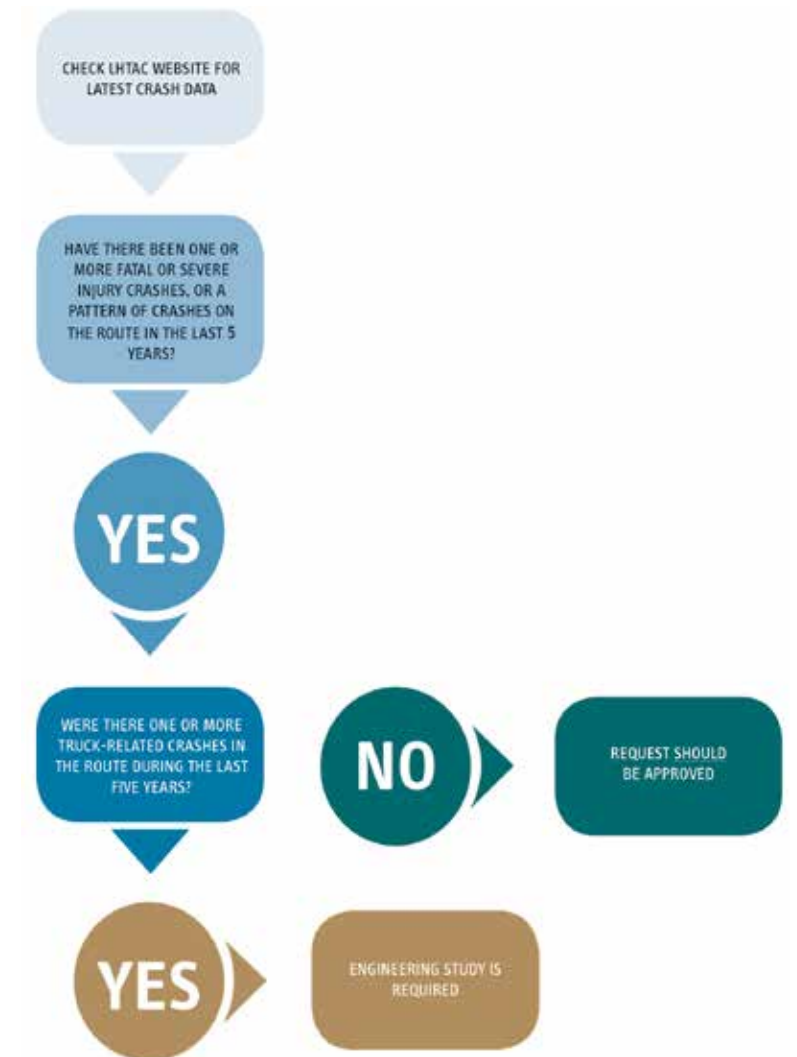 CHECK LHTAC WEBSITE FOR
LATEST CRASH DATA
HAVE THERE BEEN ONE OR
MORE FATAL OR SEVERE
INJURY CRASHES, OR A
PATTERN OF CRASHES ON
THE ROUTE IN THE LAST 5
YEARS?
YES
WERE THERE ONE OR MORE
TRUCK-RELATED CRASHES IN
THE ROUTE DURING THE LAST
FIVE YEARS?
NO
REQUEST SHOULD
BE APPROVED
YES
ENGINEERING STUDY IS
REQUIRED